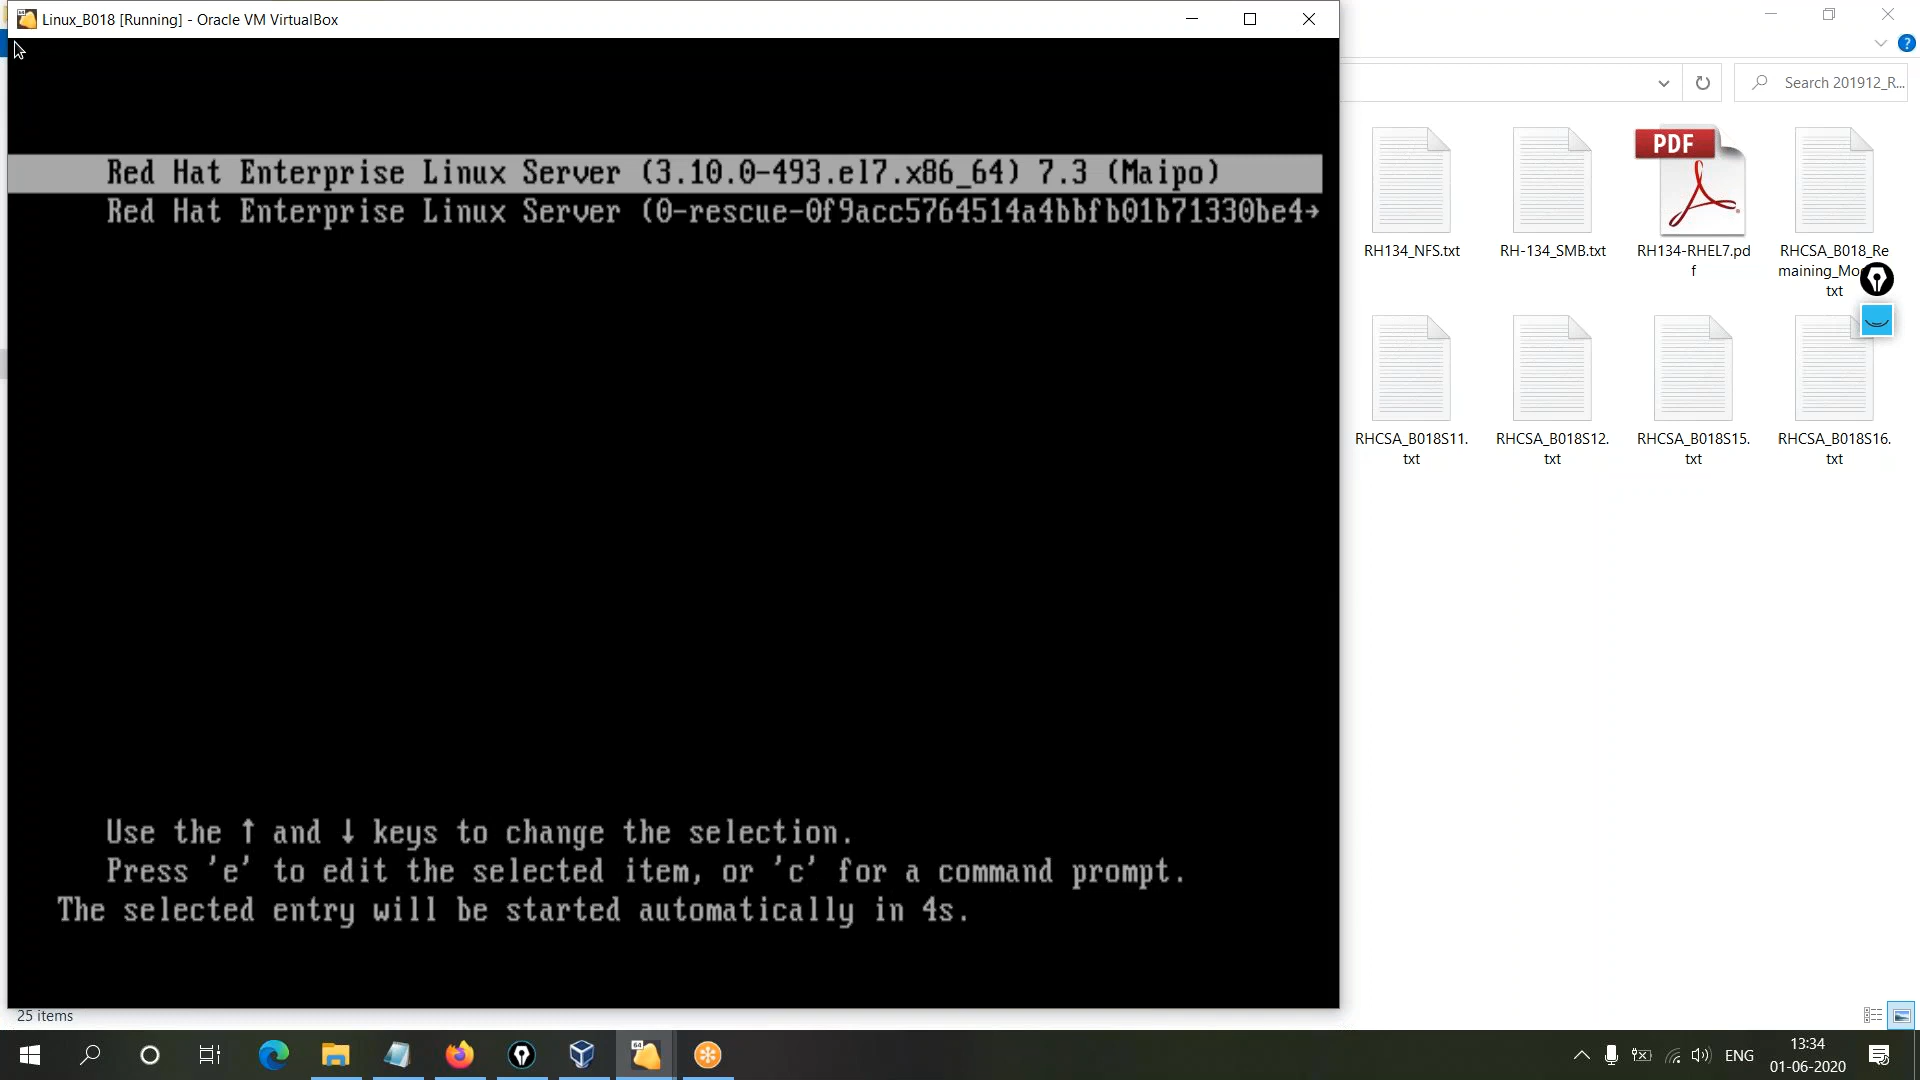 Linux_B018 [Running] - Oracle VM VirtualBox
Red Hat Enterprise Linux Server (3.10.0-493.el7.x86_64) 7.3 (Maipo)
Red Hat Enterprise Linux Server (0-rescue-0f9acc5764514a4bbfb01b71330be4→
Use the ↑ and ↓ keys to change the selection.
Press 'e' to edit the selected item, or 'c' for a command prompt.
The selected entry will be started automatically in 4s.
25 items
?
Search 201912_R...
PDF
RH134_NFS.txt
RH-134_SMB.txt
RH134-RHEL7.pd
f
RHCSA_B018_Re
maining_Mo
txt
RHCSA_B018S11.
txt
RHCSA_B018S12.
txt
RHCSA_B018S15.
txt
RHCSA_B018S16.
txt
64
ENG
13:34
01-06-2020